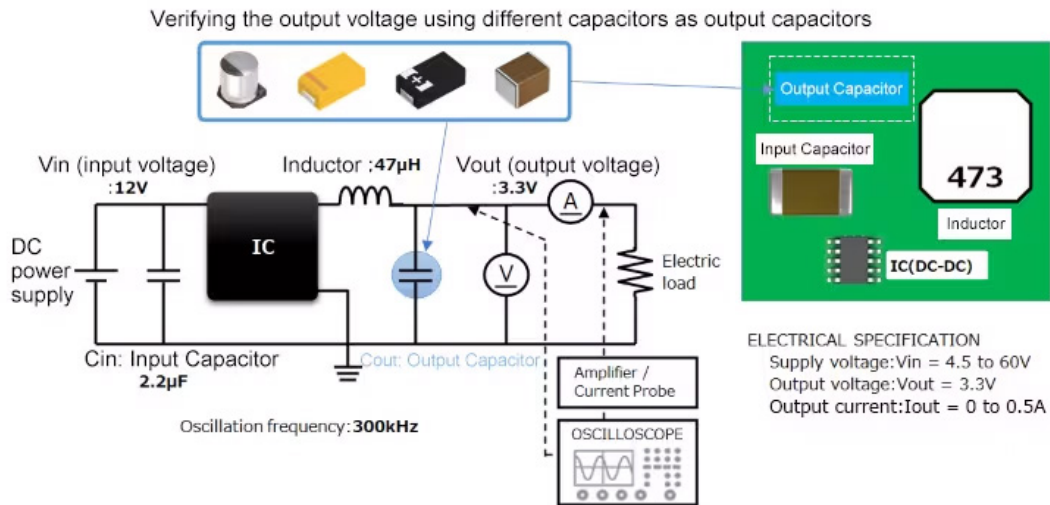 Verifying the output voltage using different capacitors as output capacitors
Output Capacitor
Input Capacitor
473
Inductor
IC(DC-DC)
Vin (input voltage)
:12V
Inductor :47μH
Vout (output voltage)
:3.3V
A
IC
V
DC
power
supply
Electric
load
Cin: Input Capacitor
2.2μF
Cout: Output Capacitor
Amplifier /
Current Probe
Oscillation frequency:300kHz
OSCILLOSCOPE
ELECTRICAL SPECIFICATION
Supply voltage:Vin = 4.5 to 60V
Output voltage:Vout = 3.3V
Output current:Iout = 0 to 0.5A